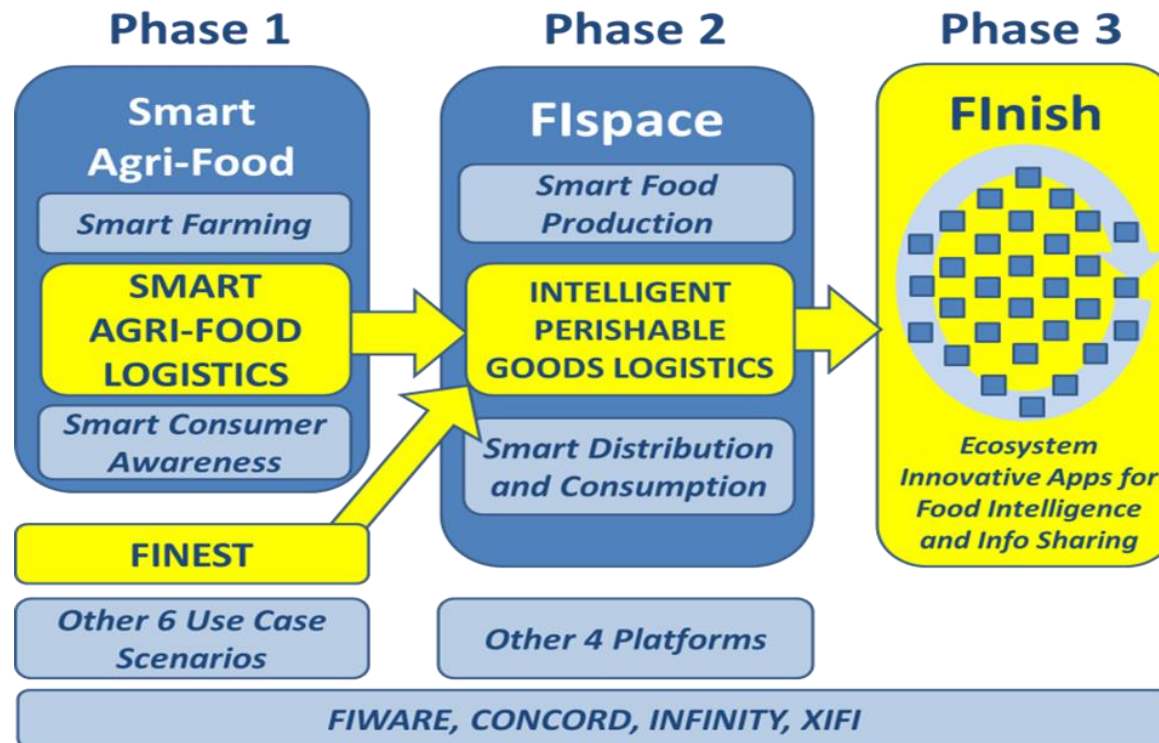 Phase 1
Phase 2
Phase 3
Smart
Agri-Food
Smart Farming
SMART
AGRI-FOOD
LOGISTICS
Smart Consumer
Awareness
FINEST
Other 6 Use Case
Scenarios
FIspace
Smart Food
Production
INTELLIGENT
PERISHABLE
GOODS LOGISTICS
Smart Distribution
and Consumption
Other 4 Platforms
FInish
Ecosystem
Innovative Apps for
Food Intelligence
and Info Sharing
FIWARE, CONCORD, INFINITY, XIFI